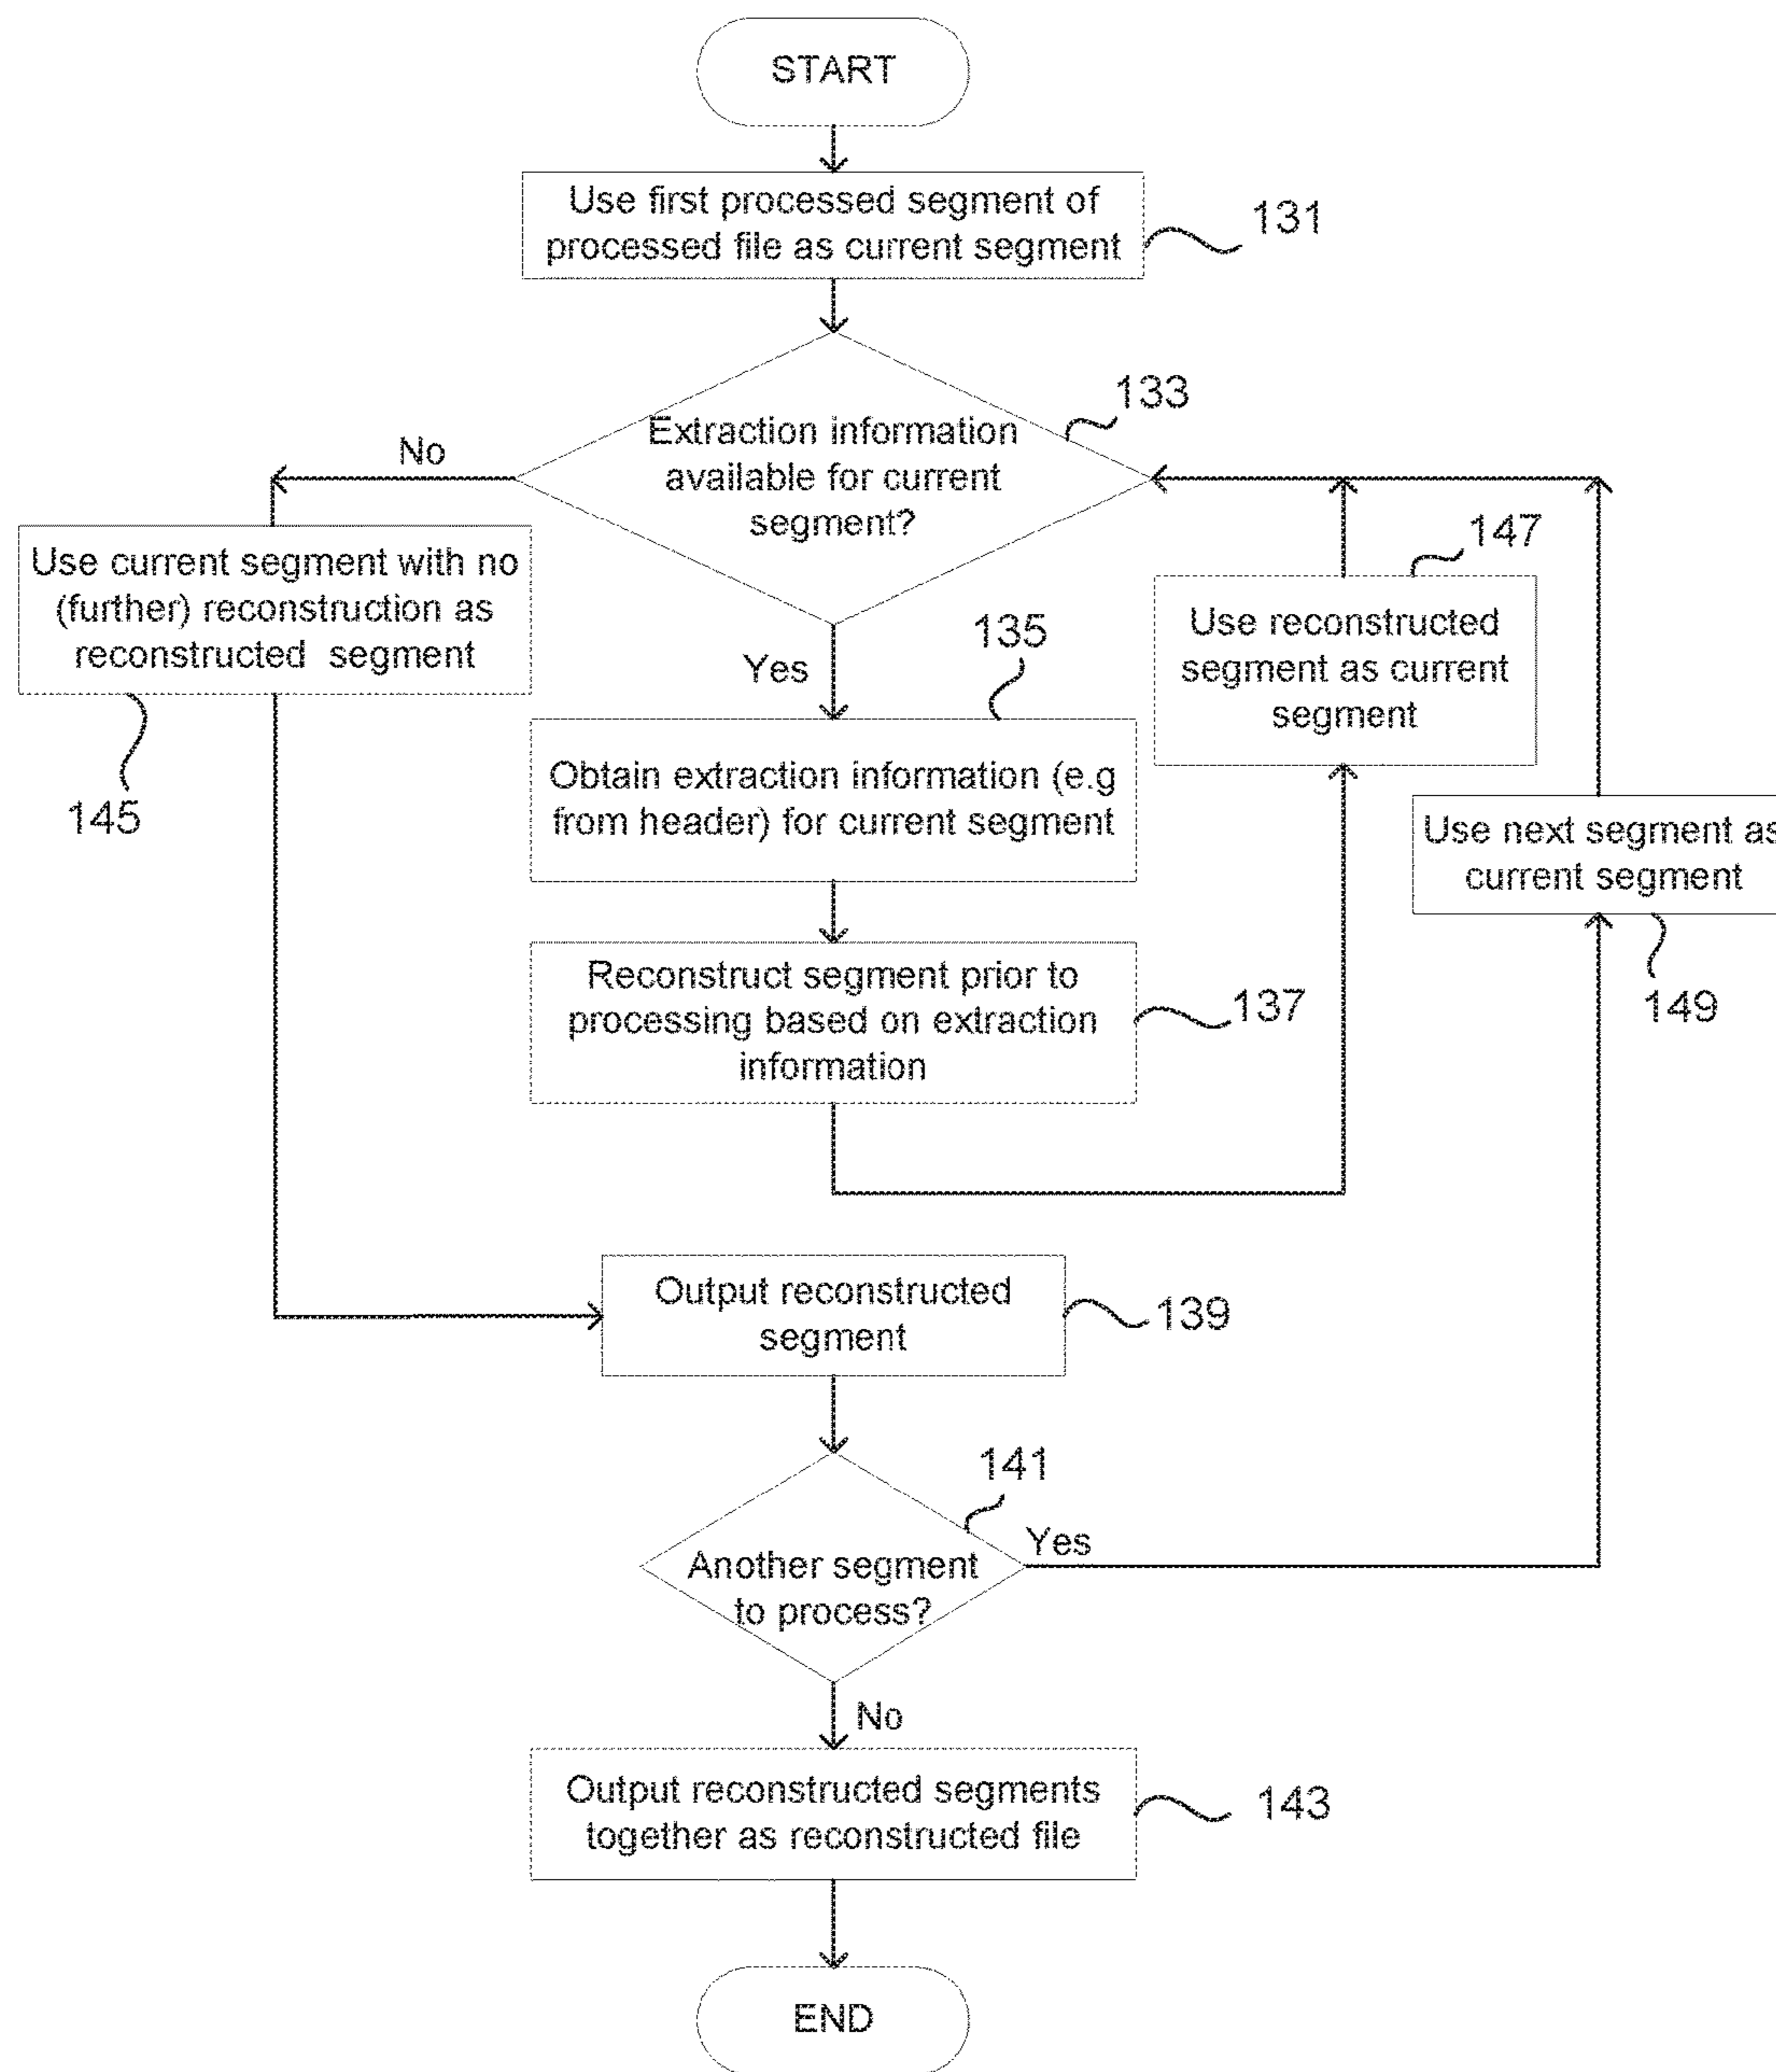 START
Use first processed segment of
processed file as current segment
131
133
Extraction information
available for current
segment?
No
Yes
Use current segment with no
(further) reconstruction as
reconstructed segment
145
147
Use reconstructed
segment as current
segment
135
Obtain extraction information (e.g
from header) for current segment
Use next segment as
current segment
149
Reconstruct segment prior to
processing based on extraction
information
137
Output reconstructed
segment
139
141
Another segment
to process?
Yes
No
Output reconstructed segments
together as reconstructed file
143
END